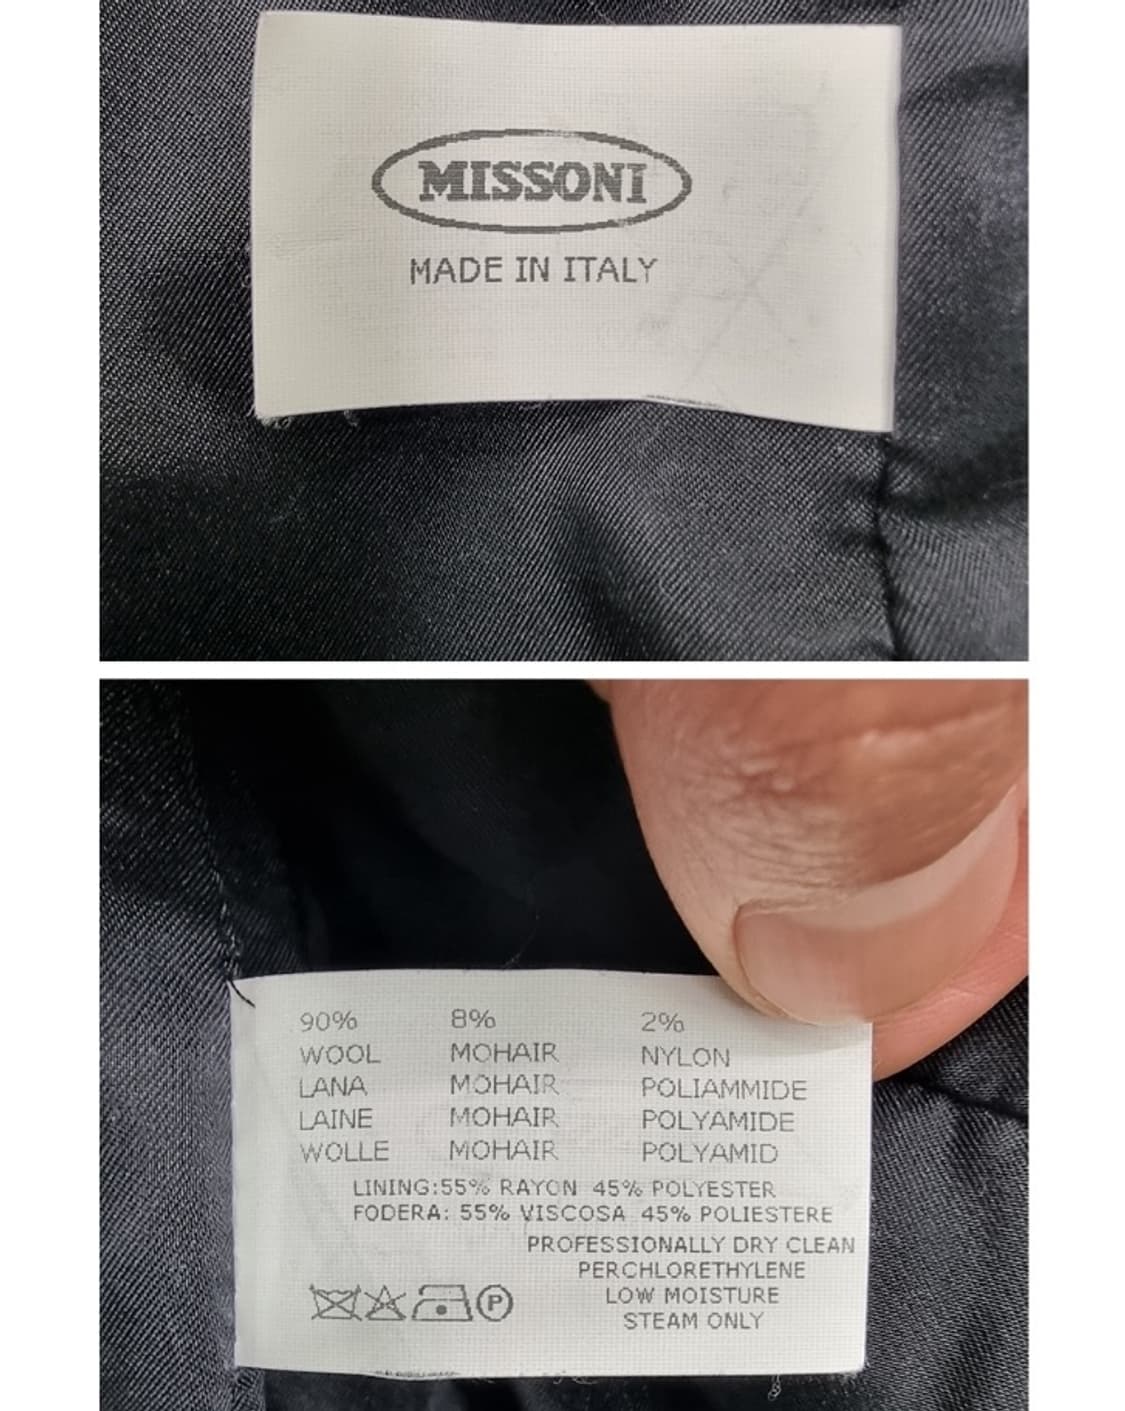 MISSONI
MADE IN ITALY
90% 8% 2%
WOOL MOHAIR NYLON
LANA MOHAIR POLIAMMIDE
LAINE MOHAIR POLYAMIDE
WOLLE MOHAIR POLYAMID
LINING:55% RAYON 45% POLYESTER
FODERA: 55% VISCOSA 45% POLIESTERE
PROFESSIONALLY DRY CLEAN
PERCHLORETHYLENE
LOW MOISTURE
STEAM ONLY
P